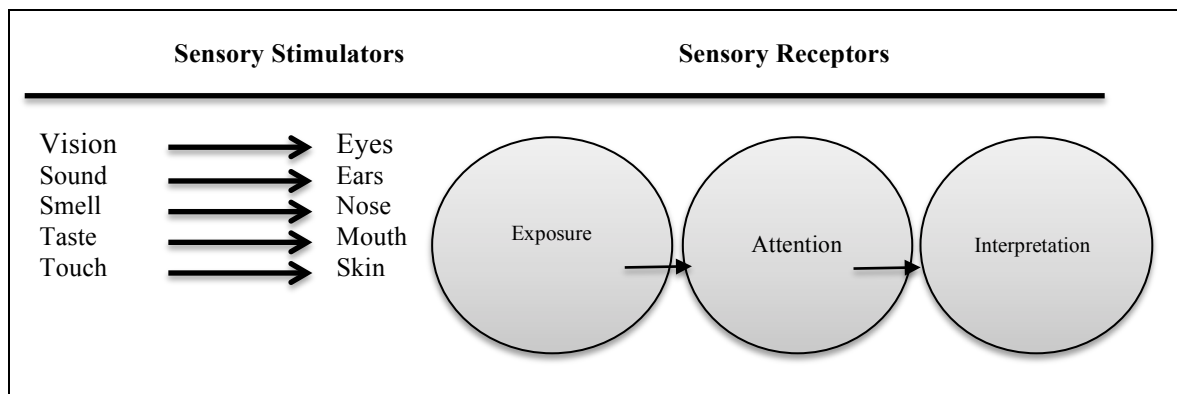 Sensory Stimulators Sensory Receptors
Vision Eyes
Sound Ears
Smell Nose
Taste Mouth
Touch Skin
Exposure
Attention
Interpretation